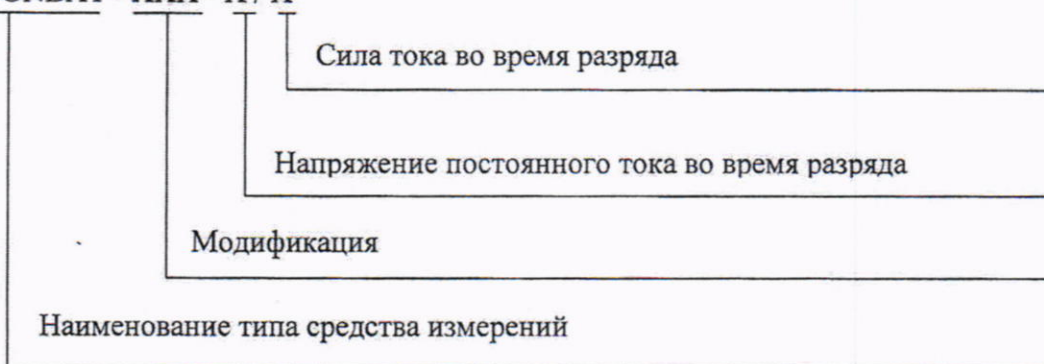 Сила тока во время разряда
Напряжение постоянного тока во время разряда
Модификация
Наименование типа средства измерений